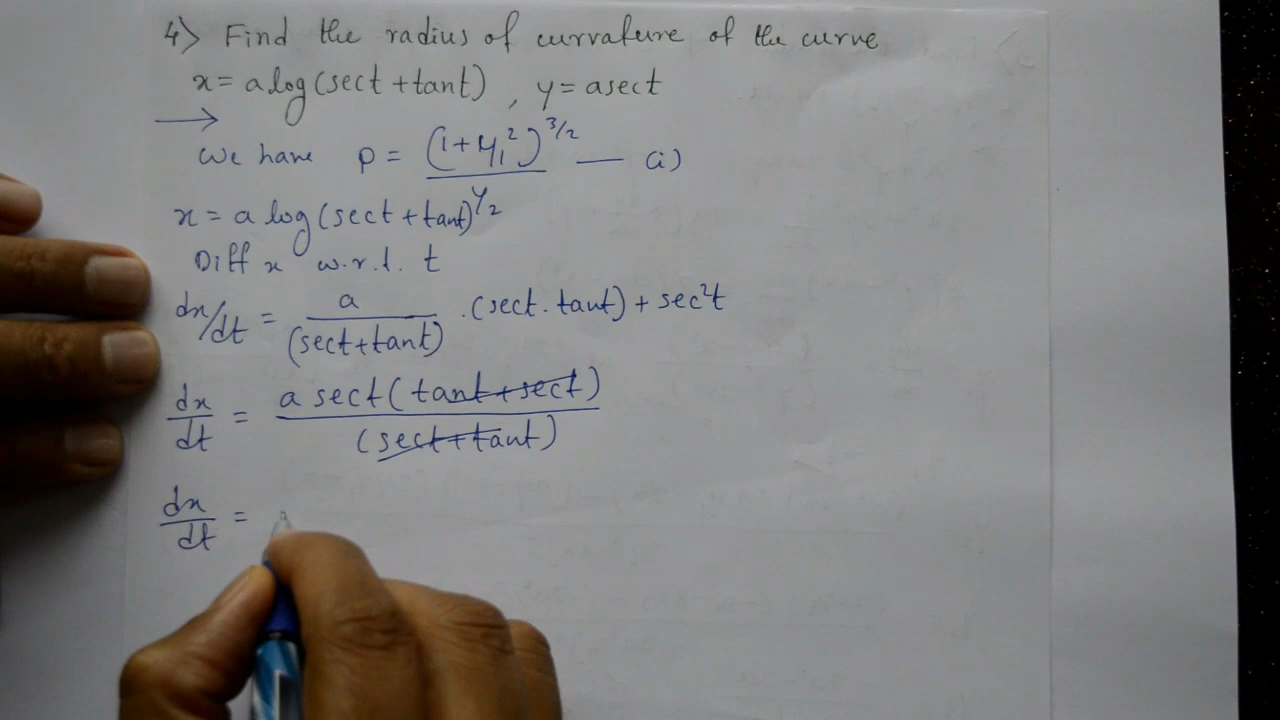 4) Find the radius of curvature of the curve
x = a log(sect + tant) , y = asect
→
We have ρ = (1+y₁²)^3/2 / y₂ — (i)
x = a log(sect + tant)
Diff x w.r.t. t
dx/dt = a/(sect+tant) . (sect . tant) + sec²t
dx/dt = a sect(tant+sect)/(sect+tant)
dx/dt =